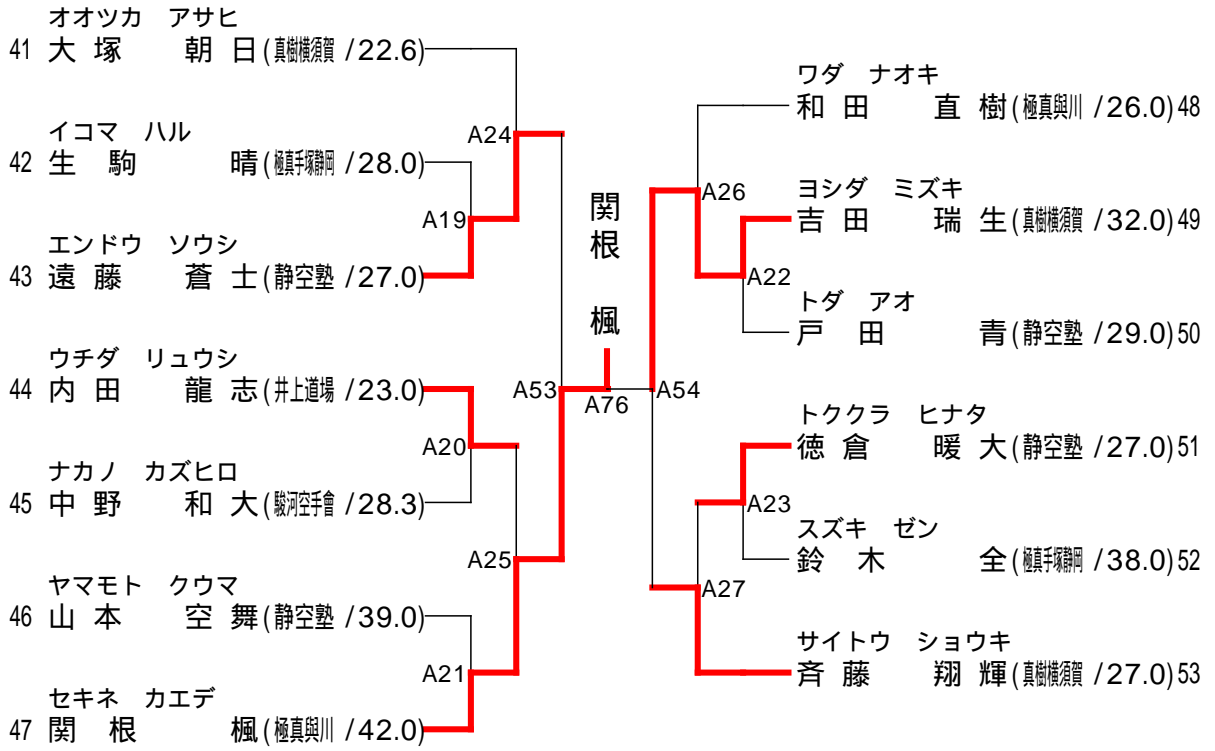 オオツカ アサヒ
41 大塚 朝日(真樹横須賀 /22.6)
イコマ ハル
42 生駒 晴(極真手塚静岡 /28.0)
エンドウ ソウシ
43 遠藤 蒼士(静空塾 /27.0)
ウチダ リュウシ
44 内田 龍志(井上道場 /23.0)
ナカノ カズヒロ
45 中野 和大(駿河空手會 /28.3)
ヤマモト クウマ
46 山本 空舞(静空塾 /39.0)
セキネ カエデ
47 関根 楓(極真與川 /42.0)
A24
A19
A20
A25
A21
A53
関根 楓
A76
A54
A26
A22
A23
A27
ワダ ナオキ
和田 直樹(極真與川 /26.0)48
ヨシダ ミズキ
吉田 瑞生(真樹横須賀 /32.0)49
トダ アオ
戸田 青(静空塾 /29.0)50
トククラ ヒナタ
徳倉 暖大(静空塾 /27.0)51
スズキ ゼン
鈴木 全(極真手塚静岡 /38.0)52
サイトウ ショウキ
斉藤 翔輝(真樹横須賀 /27.0)53